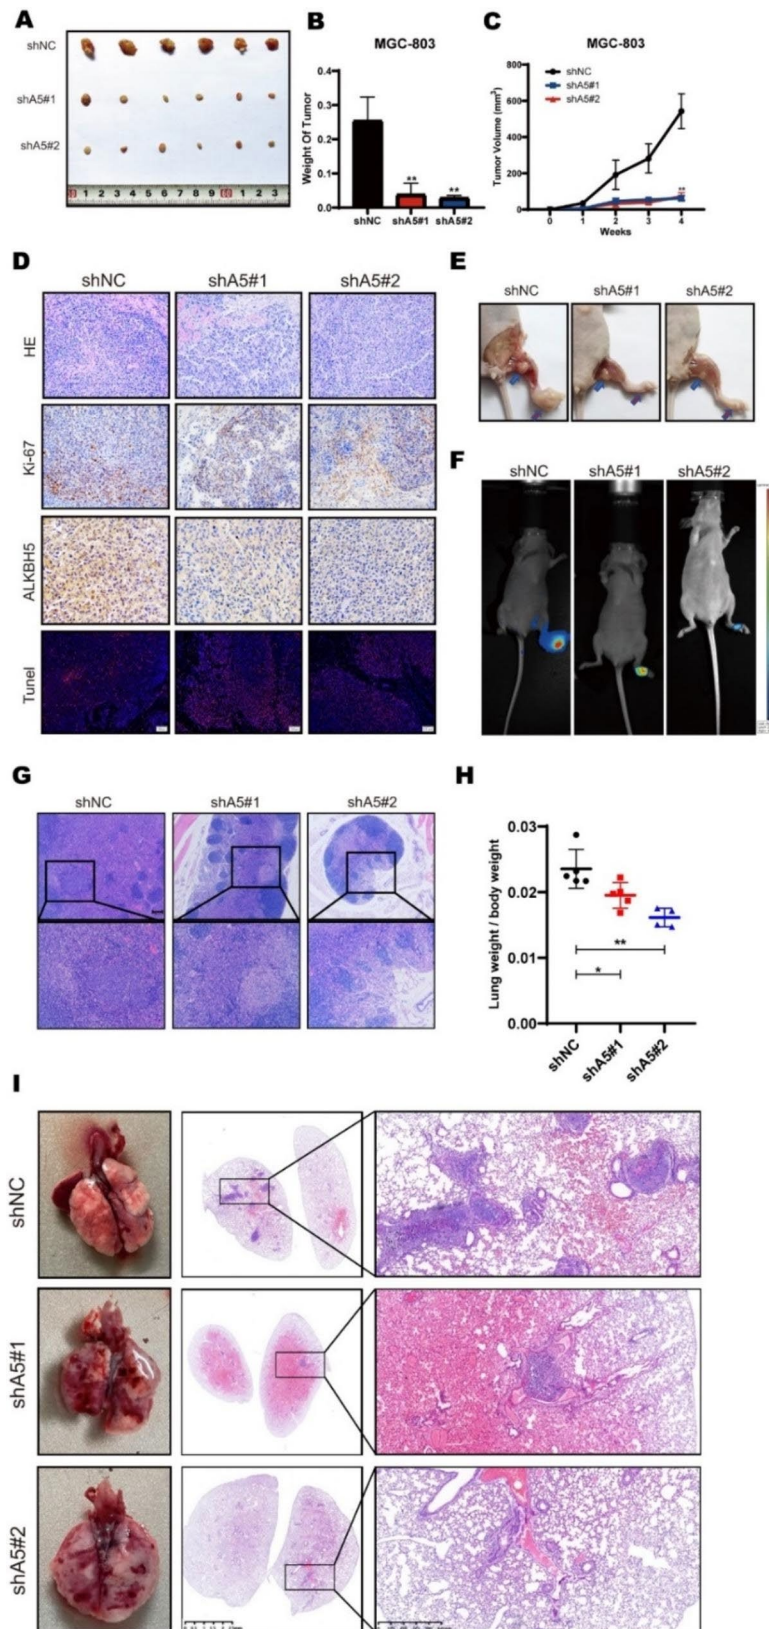 A
shNC
shA5#1
shA5#2
1 2 3 4 5 6 7 8 9 1 2 3
B
MGC-803
Weight Of Tumor
0.4
0.3
0.2
0.1
0.0
**
**
shNC shA5#1 shA5#2
C
MGC-803
Tumor Volume (mm³)
800
600
400
200
0
shNC
shA5#1
shA5#2
**
0 1 2 3 4
Weeks
D
shNC shA5#1 shA5#2
HE
Ki-67
ALKBH5
Tunel
E
shNC shA5#1 shA5#2
F
shNC shA5#1 shA5#2
G
shNC shA5#1 shA5#2
H
Lung weight / body weight
0.03
0.02
0.01
0.00
**
*
shNC shA5#1 shA5#2
I
shNC
shA5#1
shA5#2